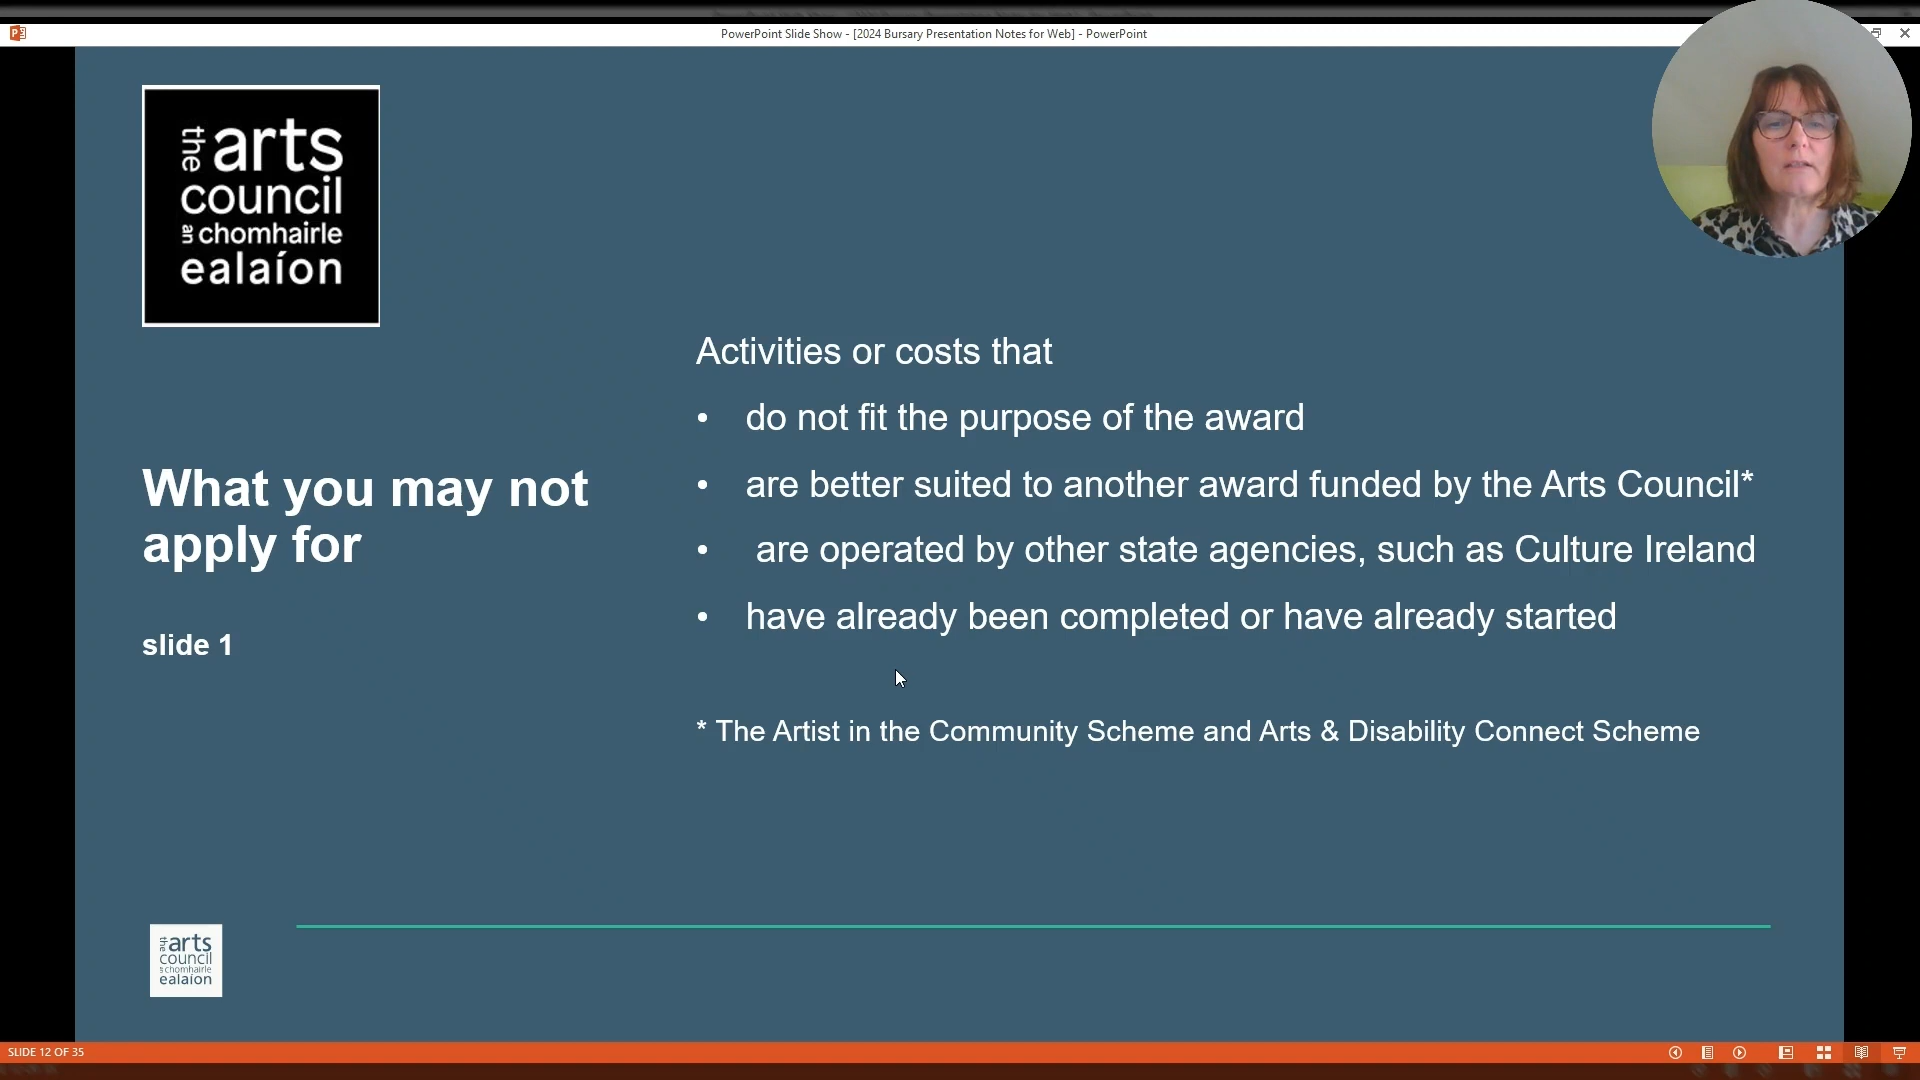 PowerPoint Slide Show - [2024 Bursary Presentation Notes for Web] - PowerPoint
the arts
council
an chomhairle
ealaíon
What you may not
apply for
slide 1
Activities or costs that
• do not fit the purpose of the award
• are better suited to another award funded by the Arts Council*
• are operated by other state agencies, such as Culture Ireland
• have already been completed or have already started
* The Artist in the Community Scheme and Arts & Disability Connect Scheme
the arts
council
an chomhairle
ealaíon
SLIDE 12 OF 35